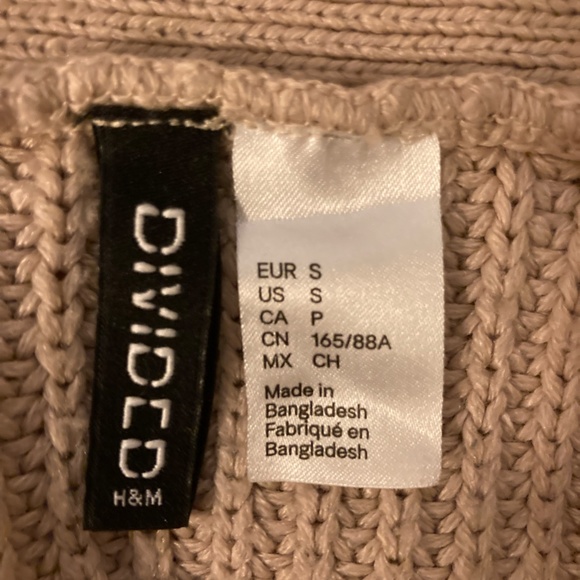 DIVIDED
H&M
EUR S
US S
CA P
CN 165/88A
MX CH
Made in
Bangladesh
Fabriqué en
Bangladesh